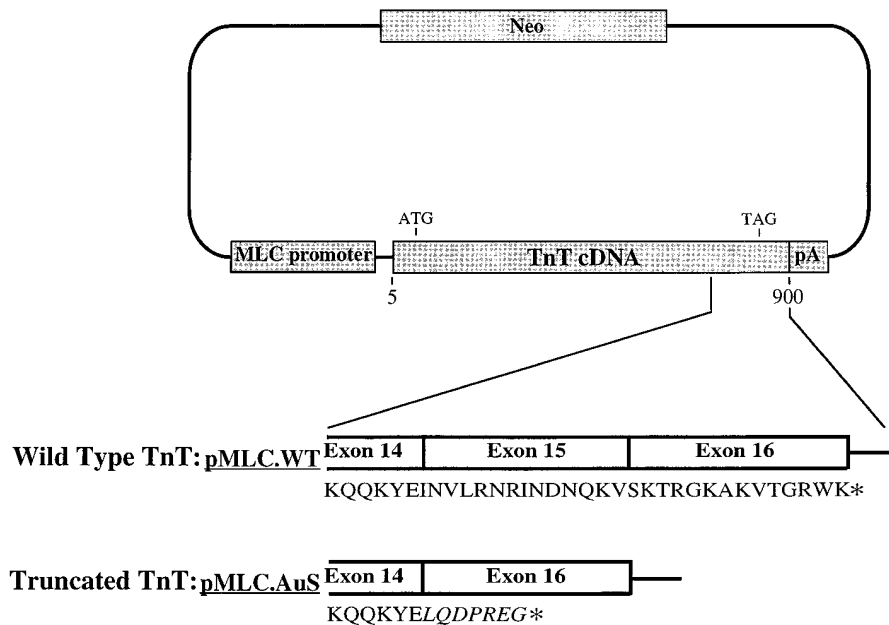 Neo
ATG TAG
MLC promoter TnT cDNA pA
5 900
Wild Type TnT: pMLC.WT Exon 14 Exon 15 Exon 16
KQQKYEINVLRNRINDNQKVSKTRGKAKVTGRWK*
Truncated TnT: pMLC.AuS Exon 14 Exon 16
KQQKYELQDPREG*